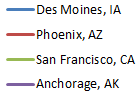 Des Moines, IA
Phoenix, AZ
San Francisco, CA
Anchorage, AK